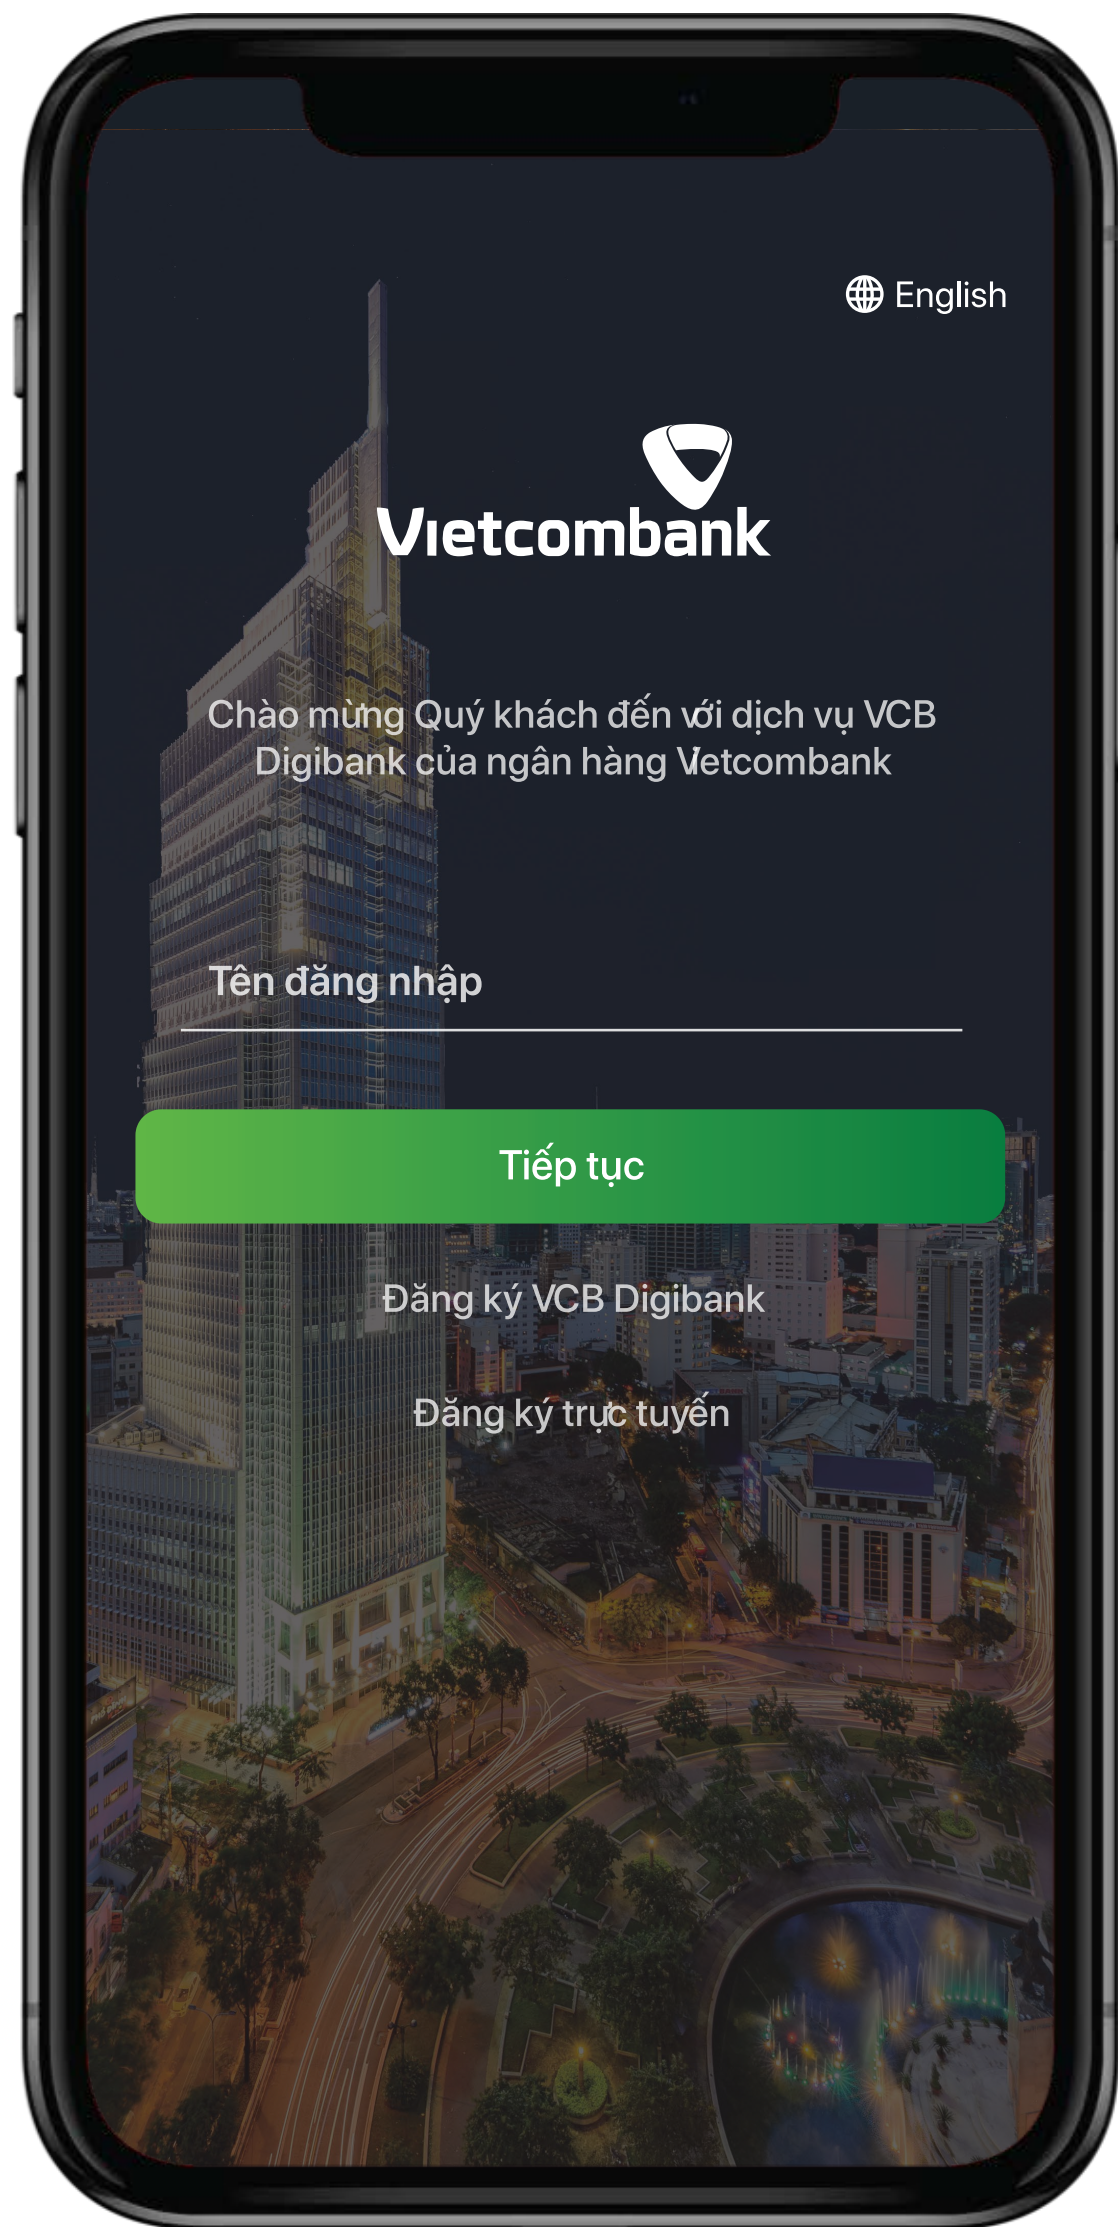 English
Vietcombank
Chào mừng Quý khách đến với dịch vụ VCB
Digibank của ngân hàng Vietcombank
Tên đăng nhập
Tiếp tục
Đăng ký VCB Digibank
Đăng ký trực tuyến